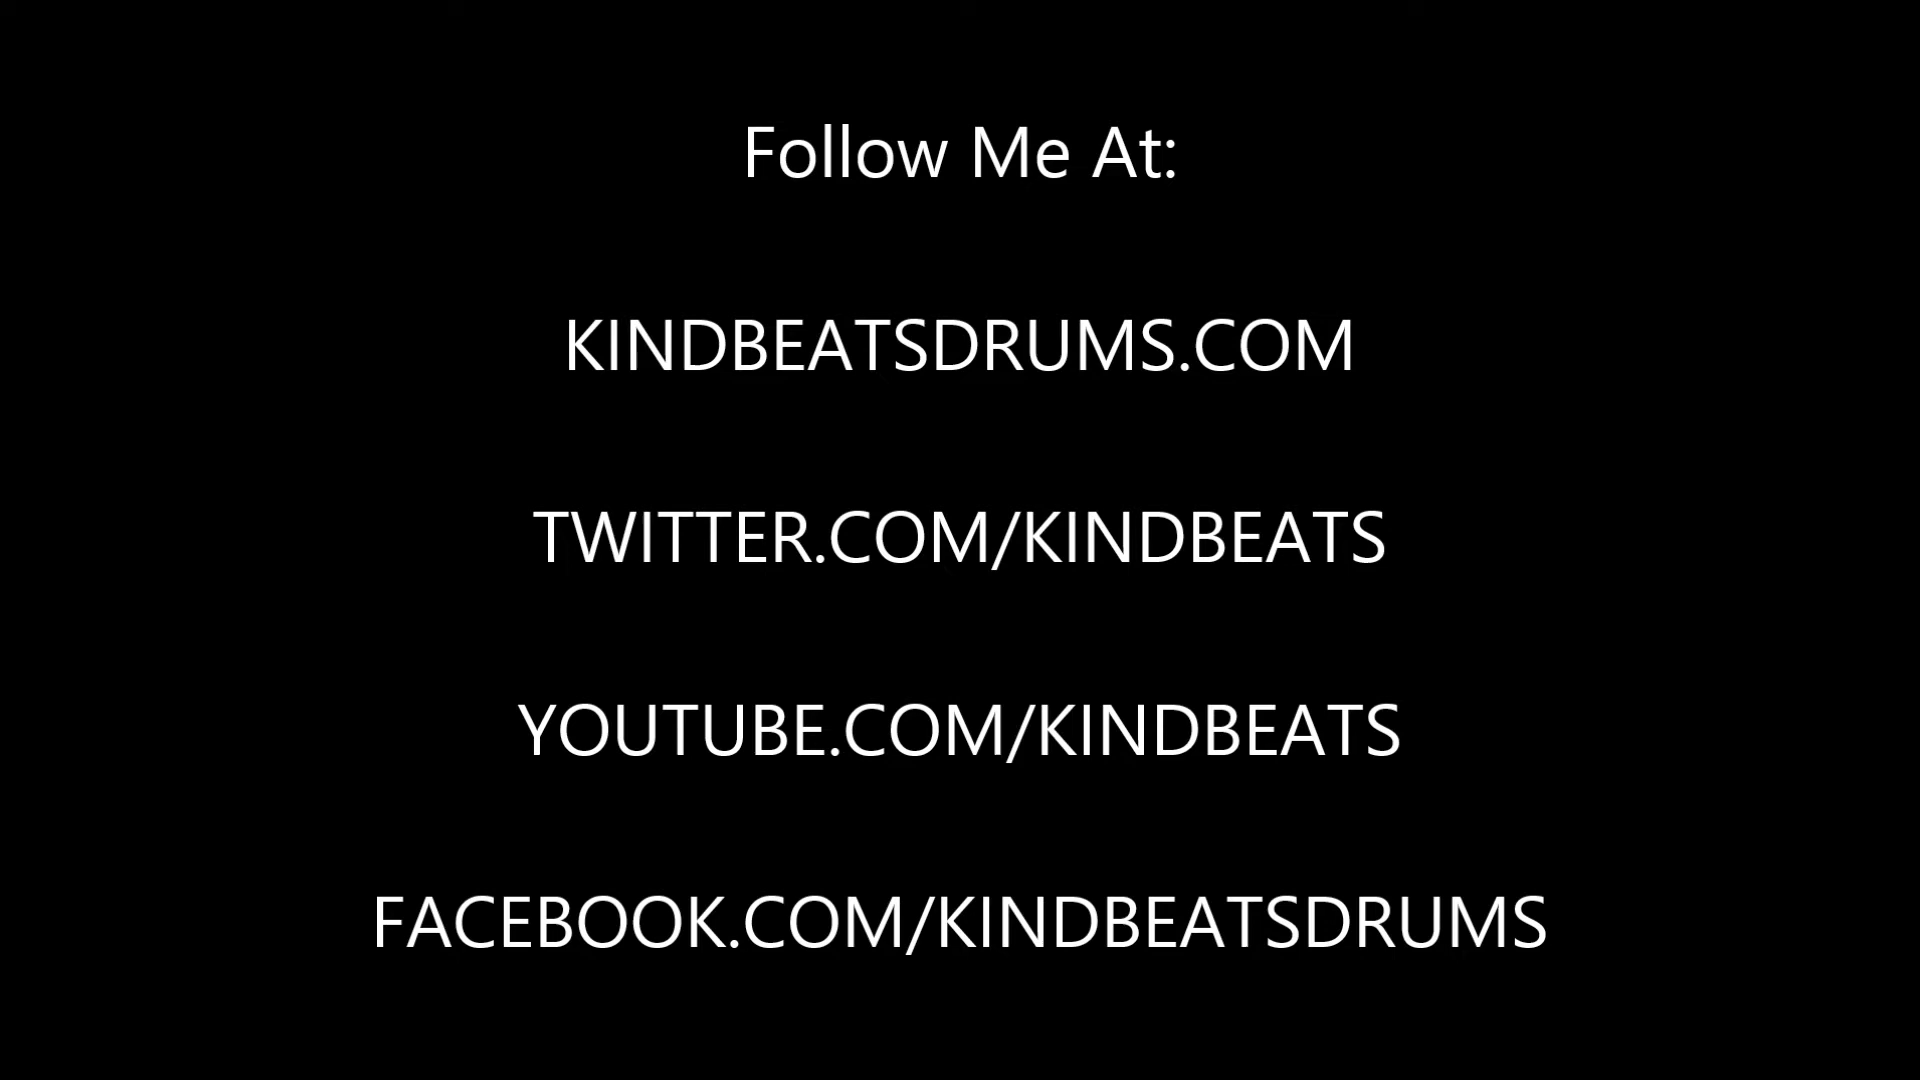 Follow Me At:
KINDBEATSDRUMS.COM
TWITTER.COM/KINDBEATS
YOUTUBE.COM/KINDBEATS
FACEBOOK.COM/KINDBEATSDRUMS